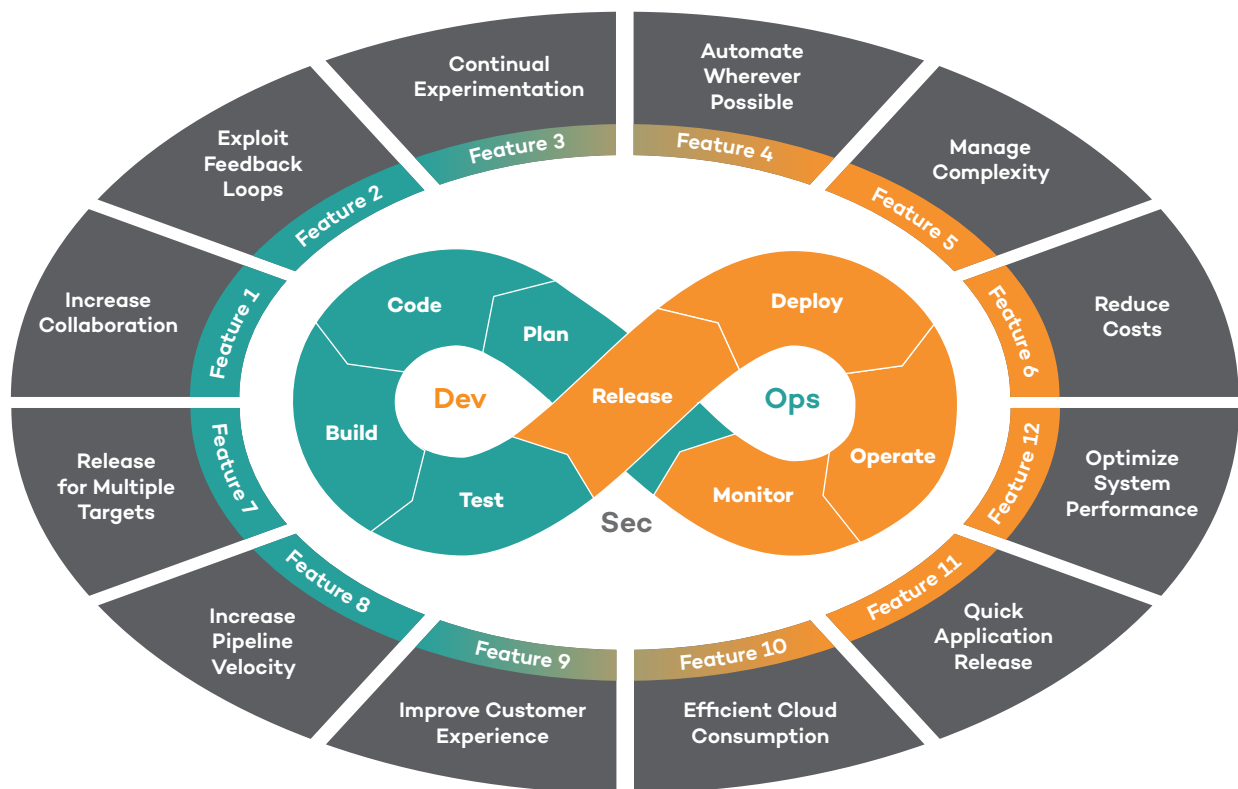 Continual
Experimentation
Feature 3
Automate
Wherever
Possible
Feature 4
Exploit
Feedback
Loops
Feature 2
Manage
Complexity
Feature 5
Increase
Collaboration
Feature 1
Reduce
Costs
Feature 6
Code
Plan
Build
Test
Dev
Release
Deploy
Ops
Operate
Monitor
Sec
Release
for Multiple
Targets
Feature 7
Optimize
System
Performance
Feature 12
Increase
Pipeline
Velocity
Feature 8
Quick
Application
Release
Feature 11
Feature 9
Improve Customer
Experience
Feature 10
Efficient Cloud
Consumption